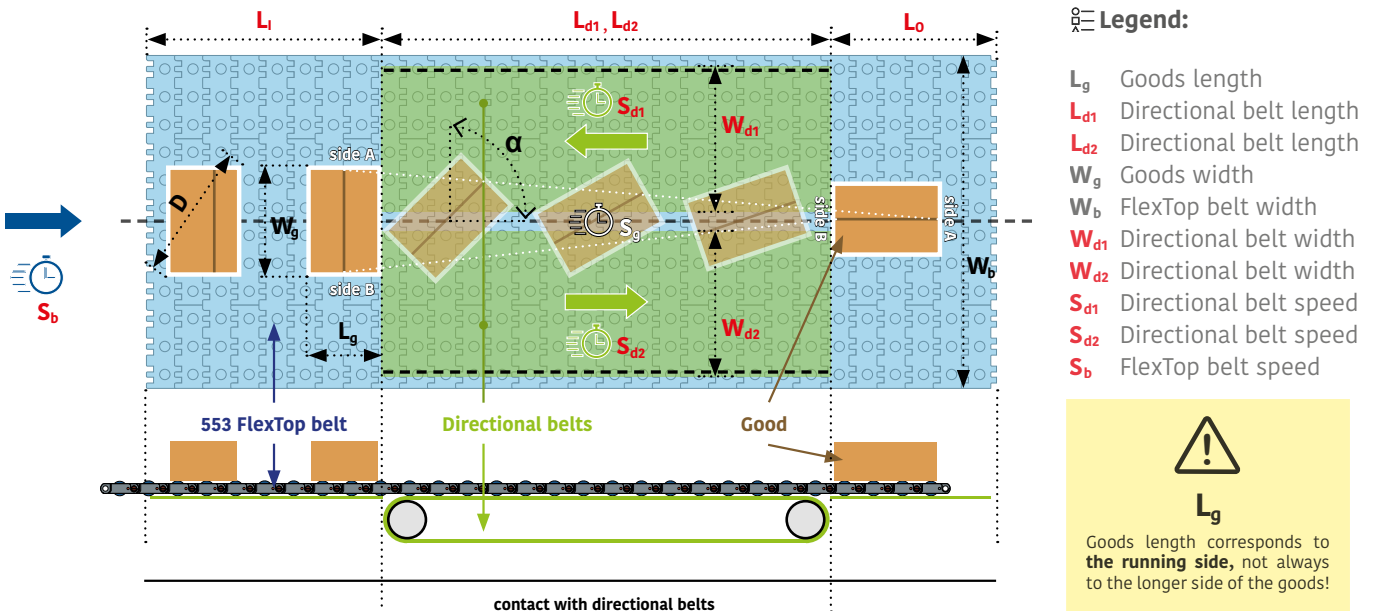 LI
Ld1 , Ld2
LO
Sd1
Wd1
α
side A
D
Wg
Sg
side B
side A
Wb
side B
Sb
Lg
Wd2
Sd2
553 FlexTop belt
Directional belts
Good
contact with directional belts
Legend:
Lg Goods length
Ld1 Directional belt length
Ld2 Directional belt length
Wg Goods width
Wb FlexTop belt width
Wd1 Directional belt width
Wd2 Directional belt width
Sd1 Directional belt speed
Sd2 Directional belt speed
Sb FlexTop belt speed
!
Lg
Goods length corresponds to
the running side, not always
to the longer side of the goods!